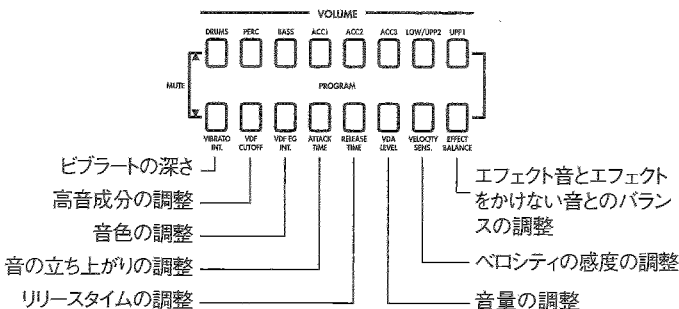 VOLUME
DRUMS PERC BASS ACC1 ACC2 ACC3 LOW/UPP2 UPP1
MUTE
PROGRAM
VIBRATO INT.
VDF CUTOFF
VDF EG INT.
ATTACK TIME
RELEASE TIME
VDA LEVEL
VELOCITY SENS.
EFFECT BALANCE
ビブラートの深さ
高音成分の調整
音色の調整
音の立ち上がりの調整
リリースタイムの調整
エフェクト音とエフェクト
をかけない音とのバラン
スの調整
ベロシティの感度の調整
音量の調整